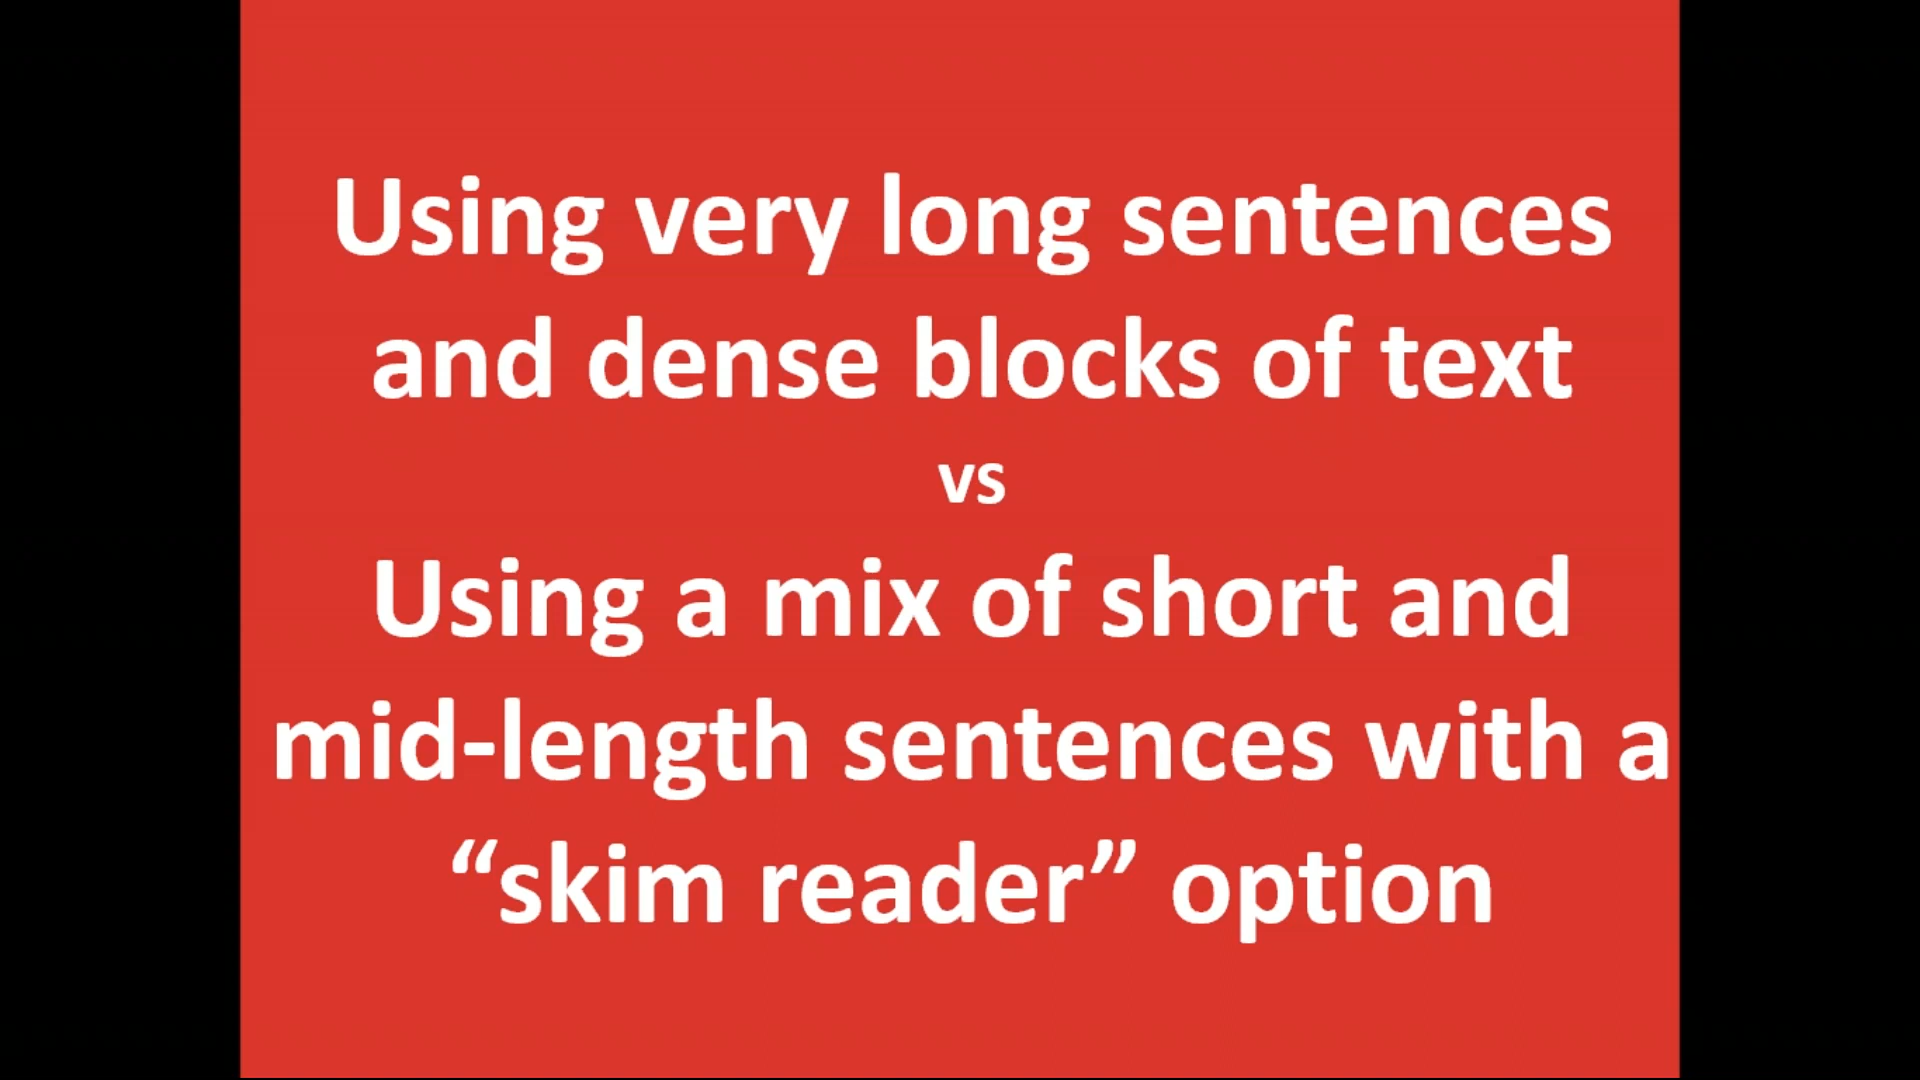 Using very long sentences
and dense blocks of text
vs
Using a mix of short and
mid-length sentences with a
“skim reader” option